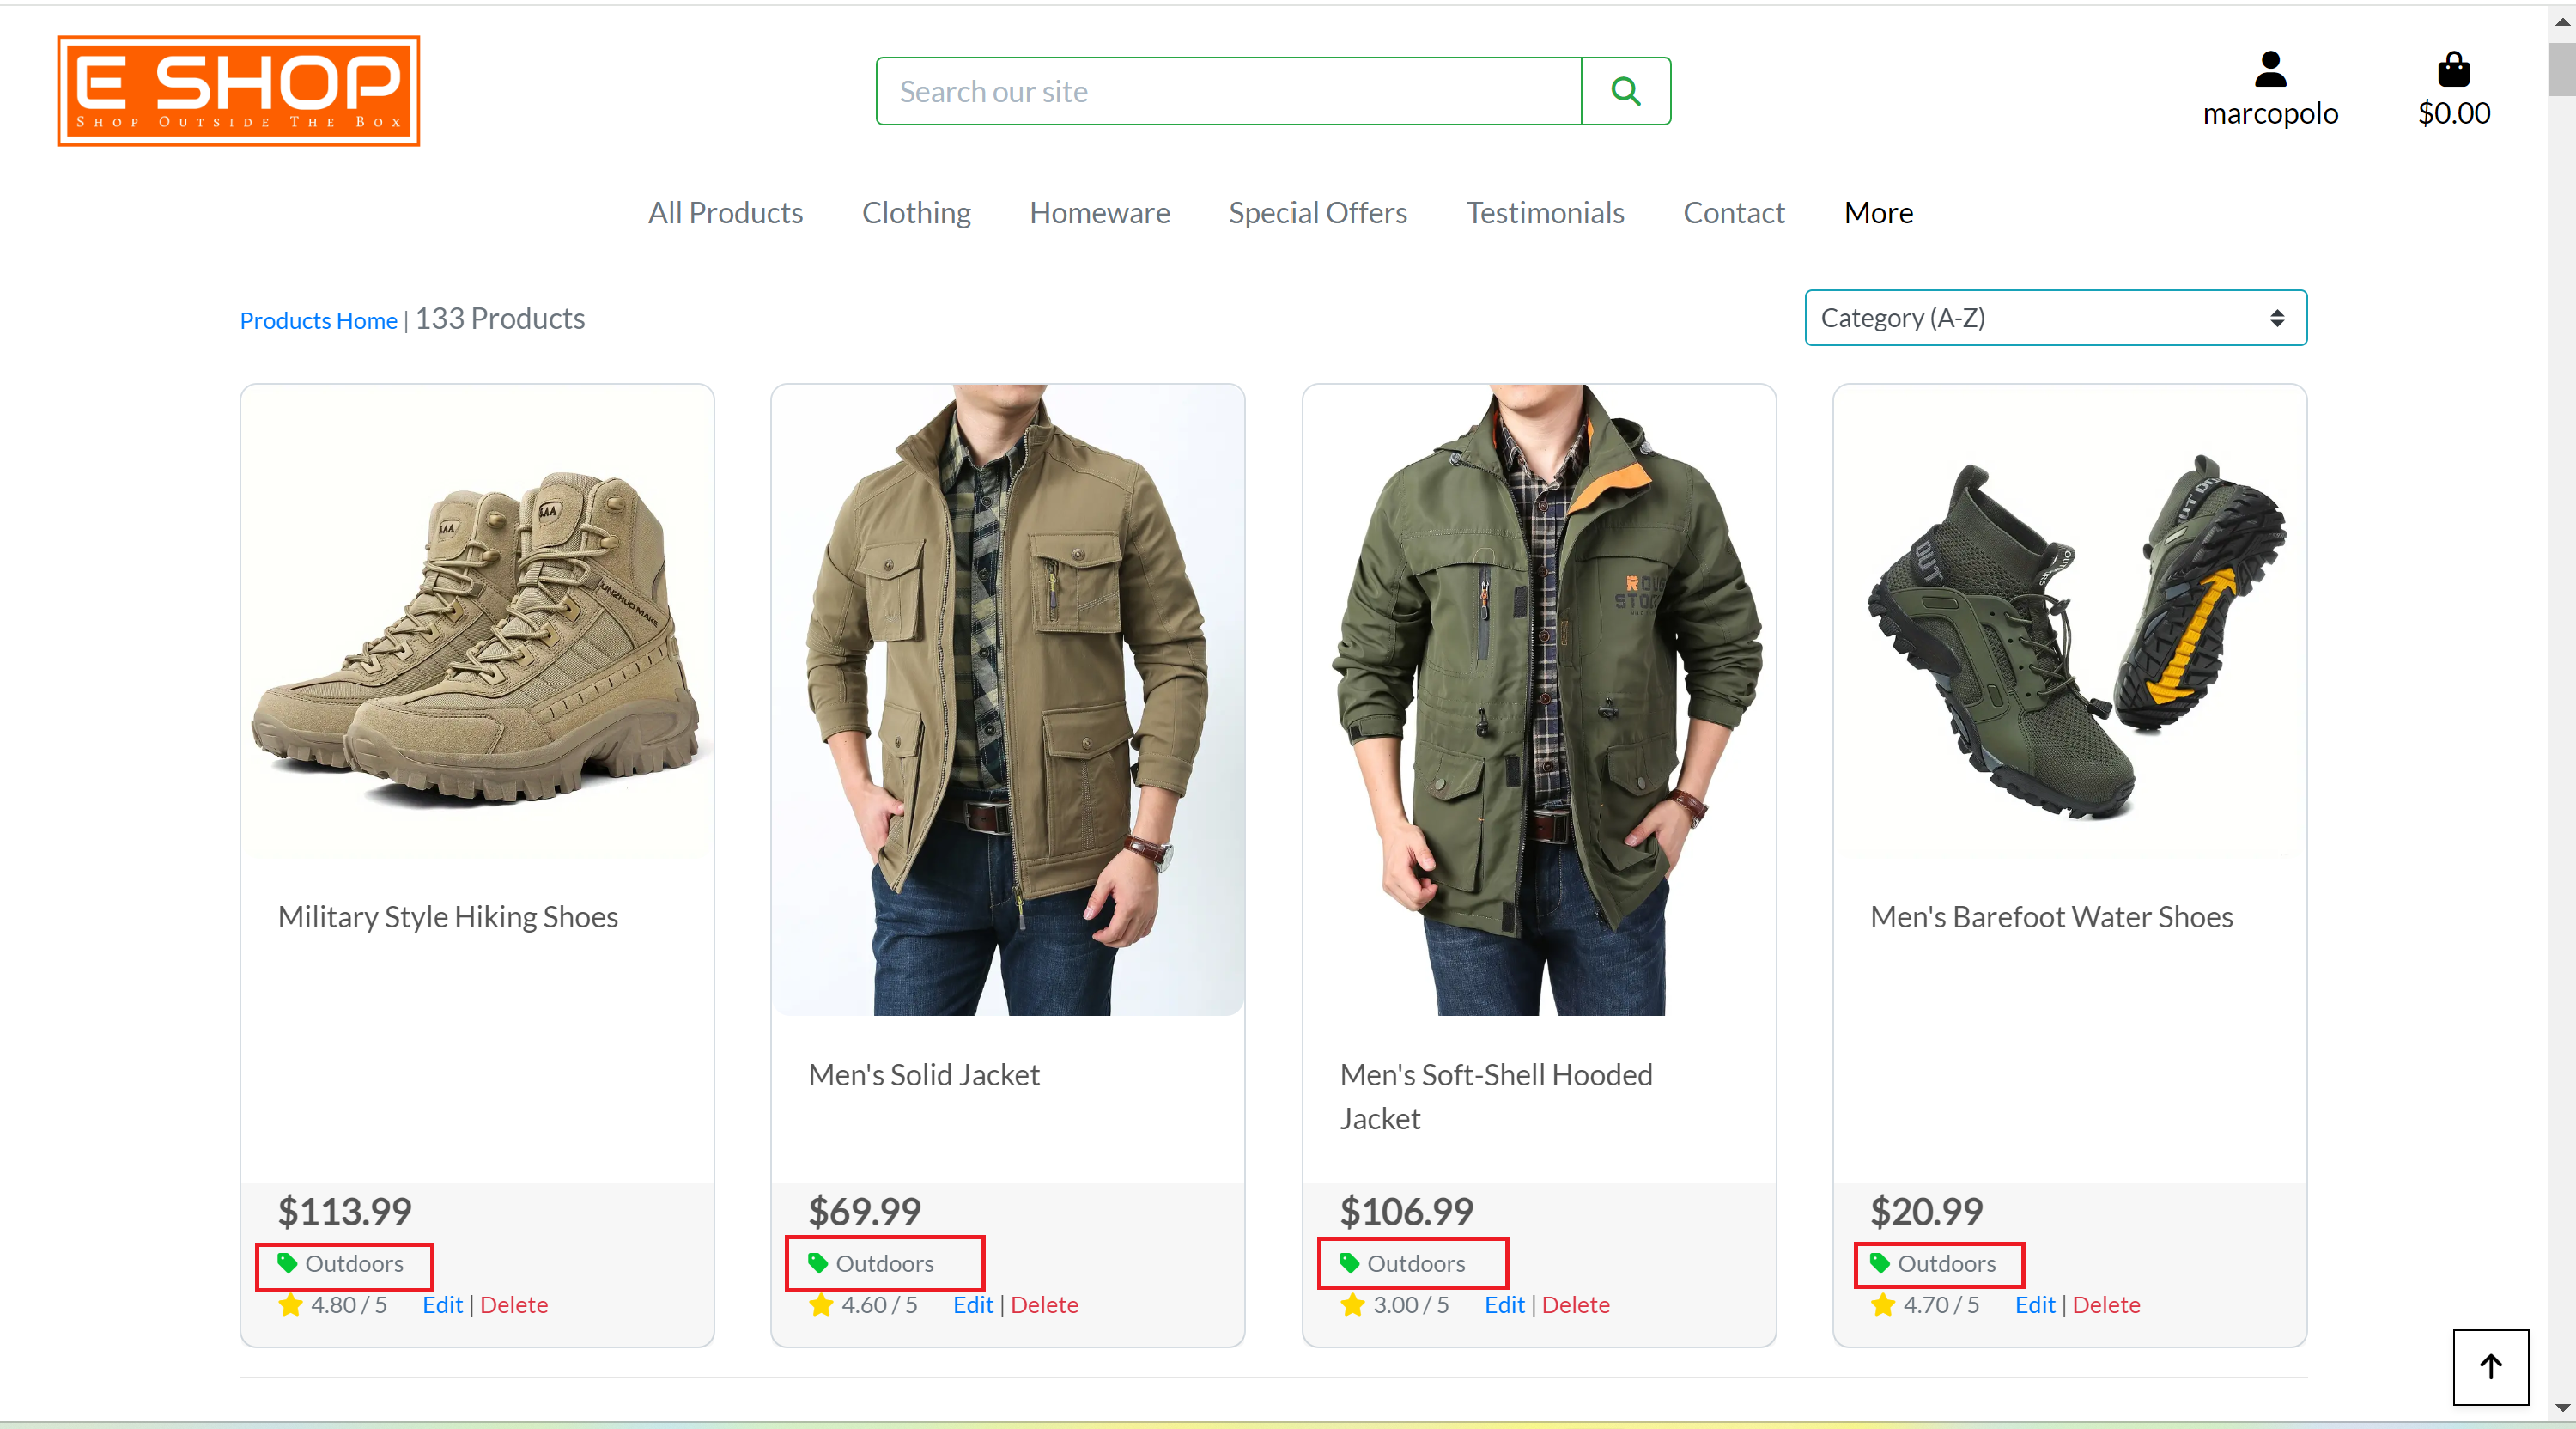 E SHOP
Shop Outside The Box
Search our site
marcopolo
$0.00
All Products Clothing Homeware Special Offers Testimonials Contact More
Products Home | 133 Products
Category (A-Z)
Military Style Hiking Shoes
Men's Barefoot Water Shoes
Men's Solid Jacket
Men's Soft-Shell Hooded
Jacket
$113.99 $69.99 $106.99 $20.99
Outdoors Outdoors Outdoors Outdoors
4.80 / 5 Edit | Delete 4.60 / 5 Edit | Delete 3.00 / 5 Edit | Delete 4.70 / 5 Edit | Delete